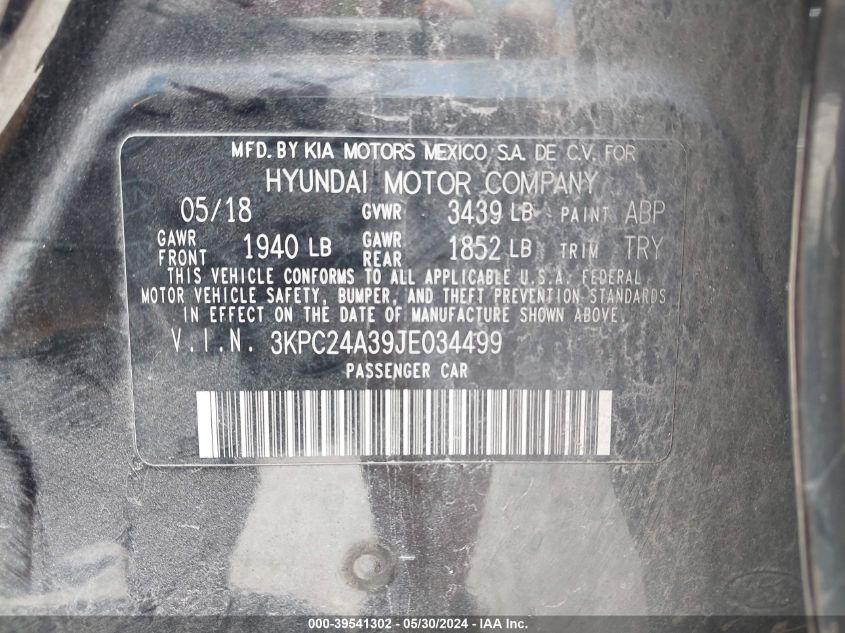 MFD. BY KIA MOTORS MEXICO S.A. DE C.V. FOR
HYUNDAI MOTOR COMPANY
05/18 GVWR 3439 LB PAINT ABP
GAWR FRONT 1940 LB GAWR REAR 1852 LB TRIM TRY
THIS VEHICLE CONFORMS TO ALL APPLICABLE U.S.A. FEDERAL
MOTOR VEHICLE SAFETY, BUMPER, AND THEFT PREVENTION STANDARDS
IN EFFECT ON THE DATE OF MANUFACTURE SHOWN ABOVE.
V.I.N. 3KPC24A39JE034499
PASSENGER CAR
000-39541302 - 05/30/2024 - IAA Inc.